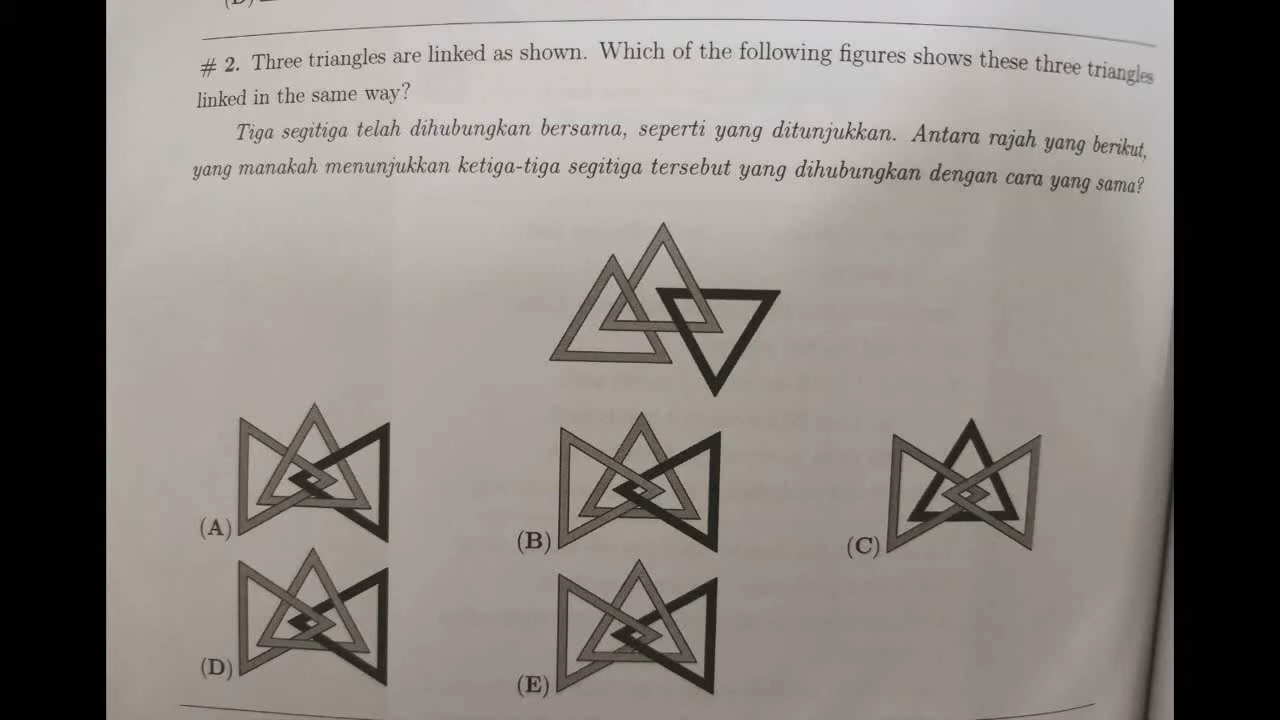 # 2. Three triangles are linked as shown. Which of the following figures shows these three triangles
linked in the same way?
Tiga segitiga telah dihubungkan bersama, seperti yang ditunjukkan. Antara rajah yang berikut,
yang manakah menunjukkan ketiga-tiga segitiga tersebut yang dihubungkan dengan cara yang sama?
(A)
(B)
(C)
(D)
(E)